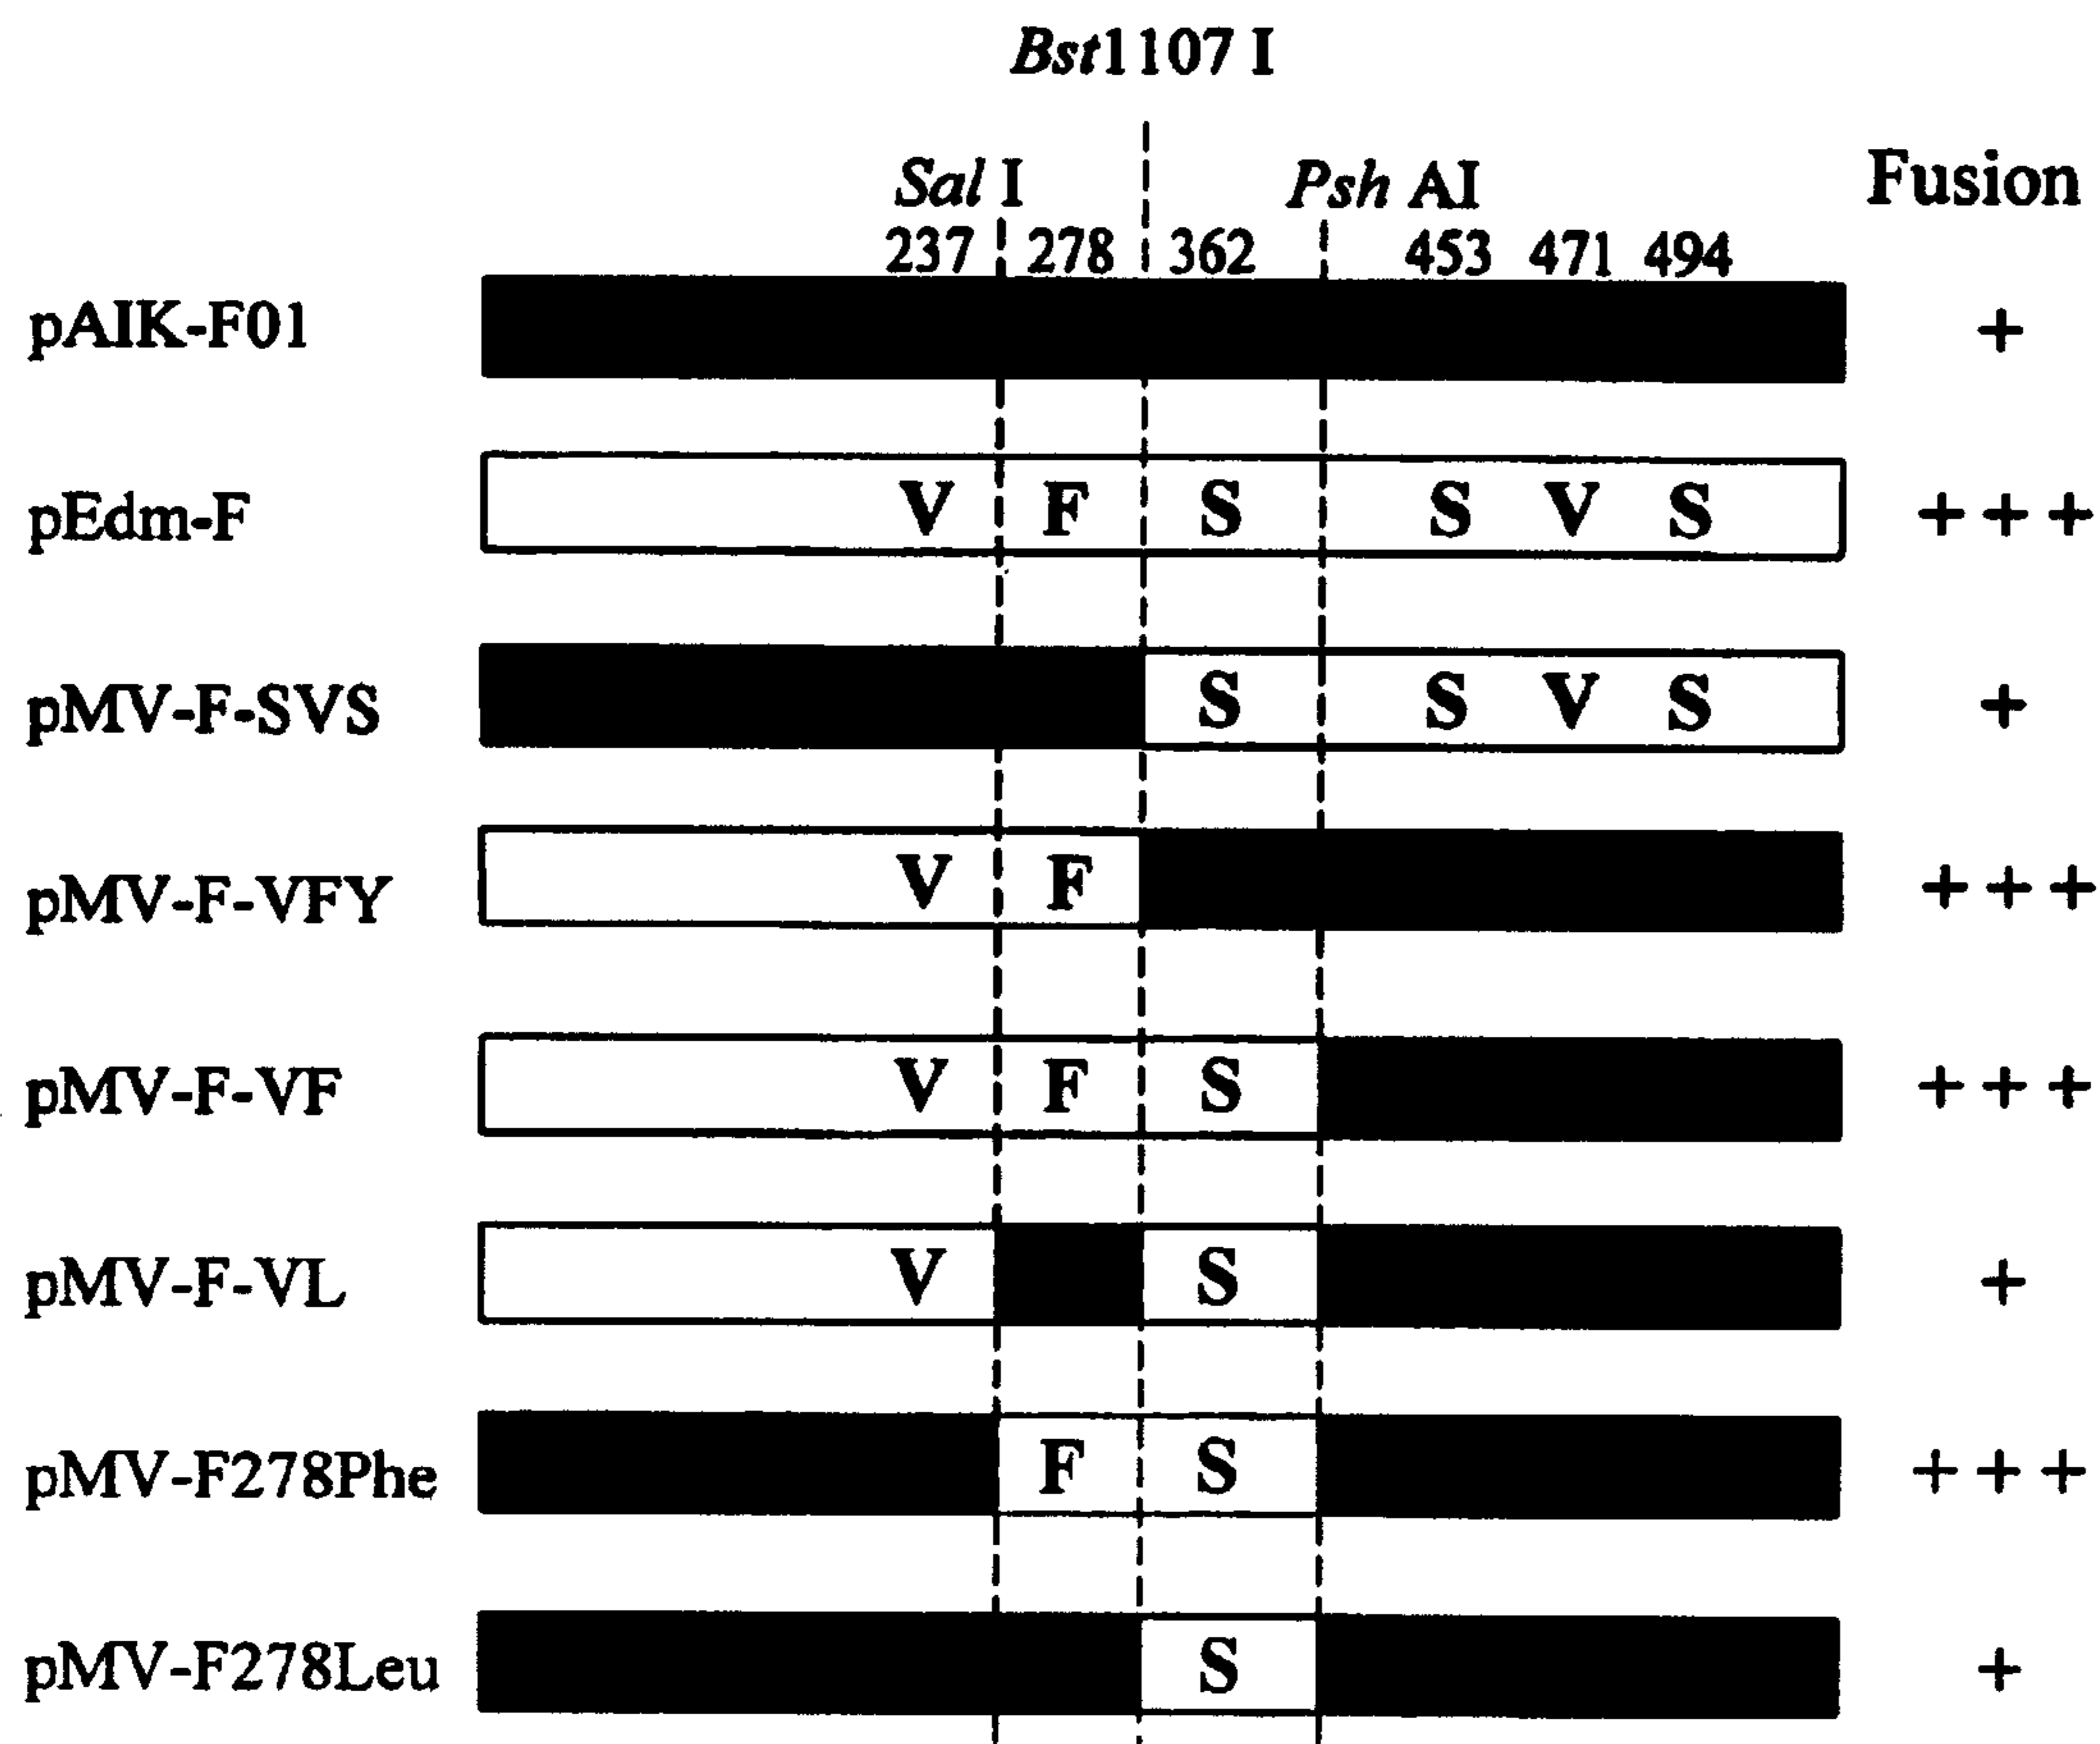 Bst1107 I
Sal I Psh AI Fusion
237 278 362 453 471 494
pAIK-F01 +
pEdm-F V F S S V S +++
pMV-F-SVS S S V S +
pMV-F-VFY V F +++
pMV-F-VF V F S +++
pMV-F-VL V S +
pMV-F278Phe F S +++
pMV-F278Leu S +